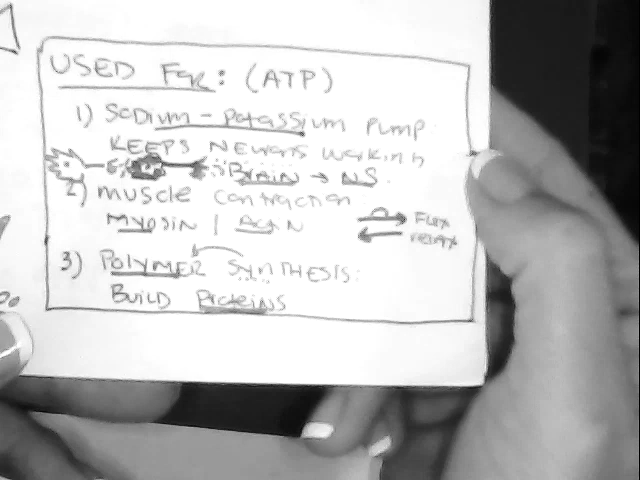 USED FOR: (ATP)
1) Sodium - Potassium Pump
KEEPS NEURONS WORKING
BRAIN → NS
2) muscle contraction
MYOSIN | ACTIN
FLEX
RELAX
3) POLYMER SYNTHESIS:
BUILD PROTEINS